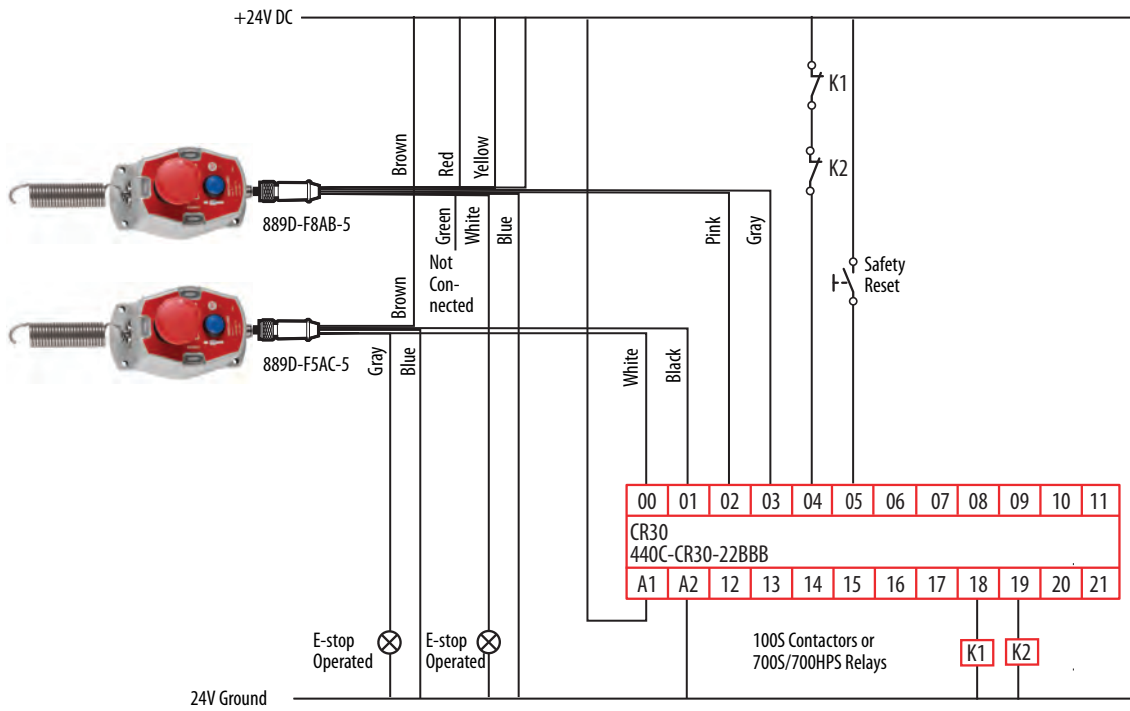 +24V DC
K1
K2
Brown
Red
Yellow
889D-F8AB-5
Green
White
Blue
Not
Con-
nected
Pink
Gray
Safety
Reset
Brown
889D-F5AC-5
Gray
Blue
White
Black
00 01 02 03 04 05 06 07 08 09 10 11
CR30
440C-CR30-22BBB
A1 A2 12 13 14 15 16 17 18 19 20 21
E-stop
Operated
E-stop
Operated
100S Contactors or
700S/700HPS Relays
K1
K2
24V Ground